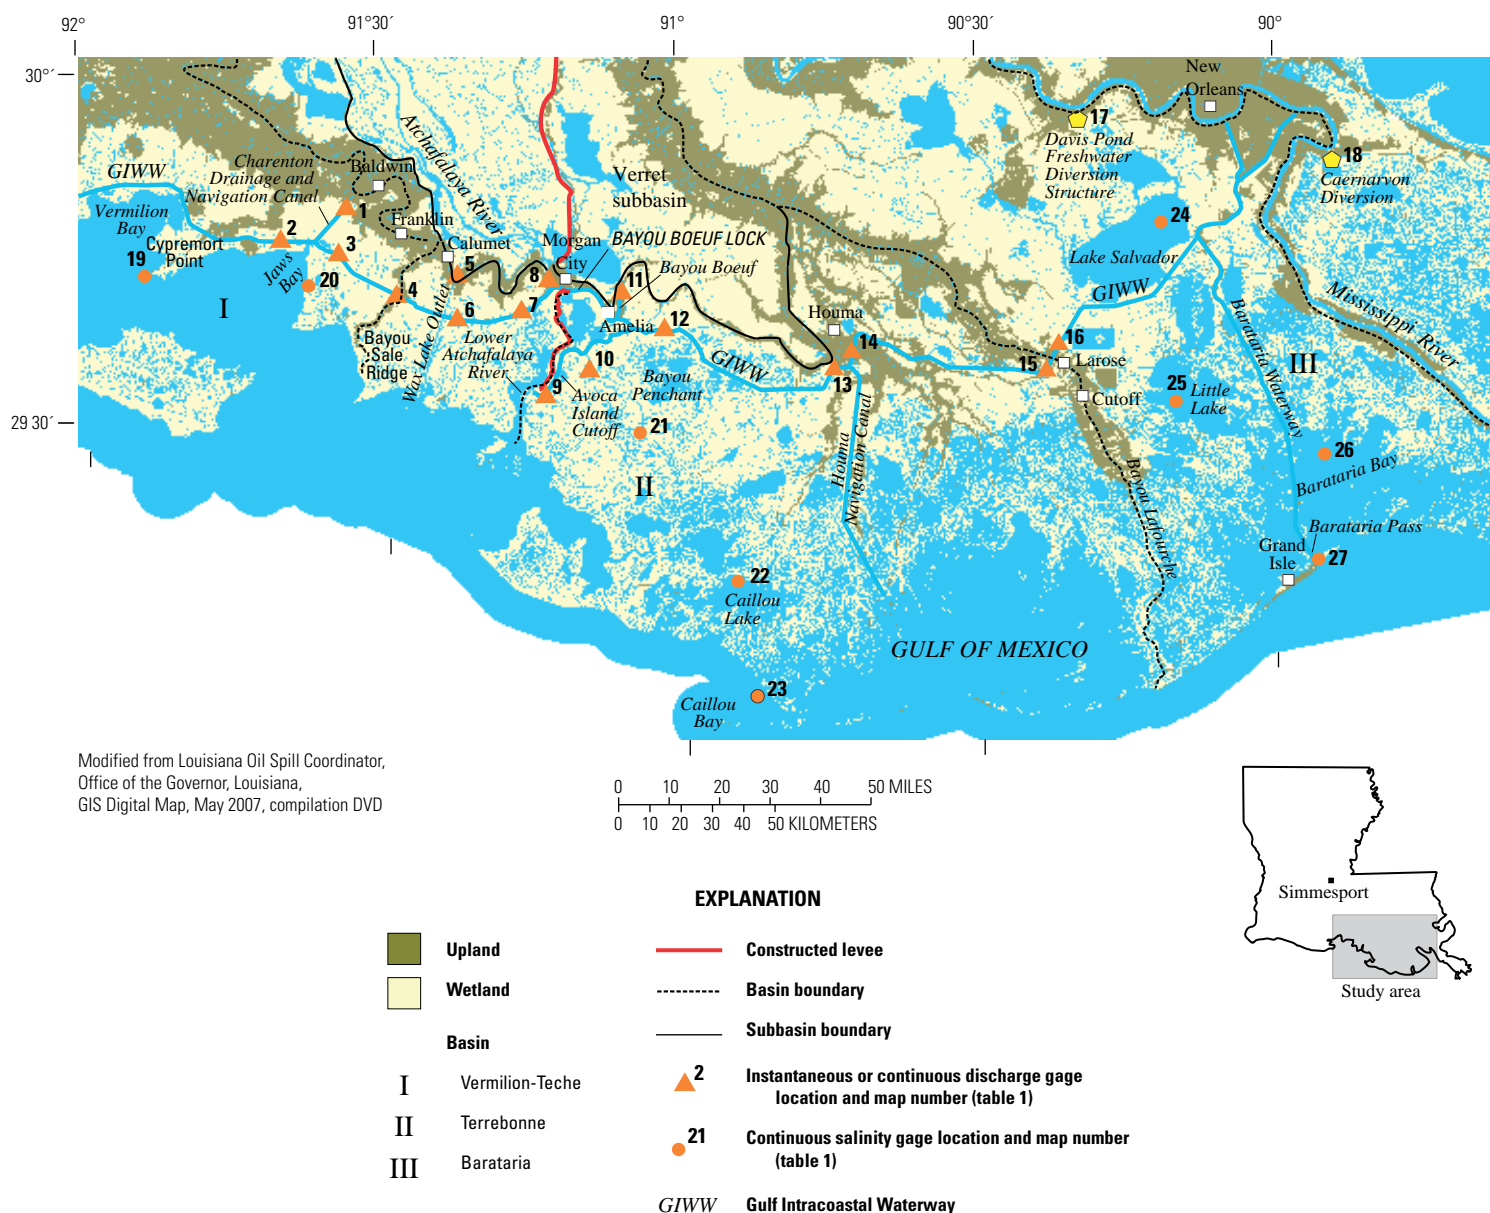 92°
91°30´
91°
90°30´
90°
30°´
29 30´
New
Orleans
17
Davis Pond
Freshwater
Diversion
Structure
18
Caernarvon
Diversion
GIWW
Charenton
Drainage and
Navigation Canal
Baldwin
Atchafalaya River
Verret
subbasin
Vermilion
Bay
1
2
3
Franklin
Calumet
Morgan
City
BAYOU BOEUF LOCK
Bayou Boeuf
24
Lake Salvador
Cypremort
Point
19
Jaws
Bay
20
I
4
5
6
7
8
11
12
Amelia
Houma
GIWW
Bayou
Sale
Ridge
Wax Lake Outlet
Lower
Atchafalaya
River
9
10
Avoca
Island
Cutoff
Bayou
Penchant
GIWW
13
14
15
16
Larose
Cutoff
III
Mississippi River
Barataria Waterway
25
Little
Lake
21
II
Houma
Navigation Canal
Bayou Lafourche
26
Barataria Bay
Barataria Pass
Grand
Isle
27
22
Caillou
Lake
GULF OF MEXICO
23
Caillou
Bay
Modified from Louisiana Oil Spill Coordinator,
Office of the Governor, Louisiana,
GIS Digital Map, May 2007, compilation DVD
0 10 20 30 40 50 MILES
0 10 20 30 40 50 KILOMETERS
Simmesport
Study area
EXPLANATION
Upland
Wetland
Basin
I Vermilion-Teche
II Terrebonne
III Barataria
Constructed levee
Basin boundary
Subbasin boundary
2 Instantaneous or continuous discharge gage
location and map number (table 1)
21 Continuous salinity gage location and map number
(table 1)
GIWW Gulf Intracoastal Waterway